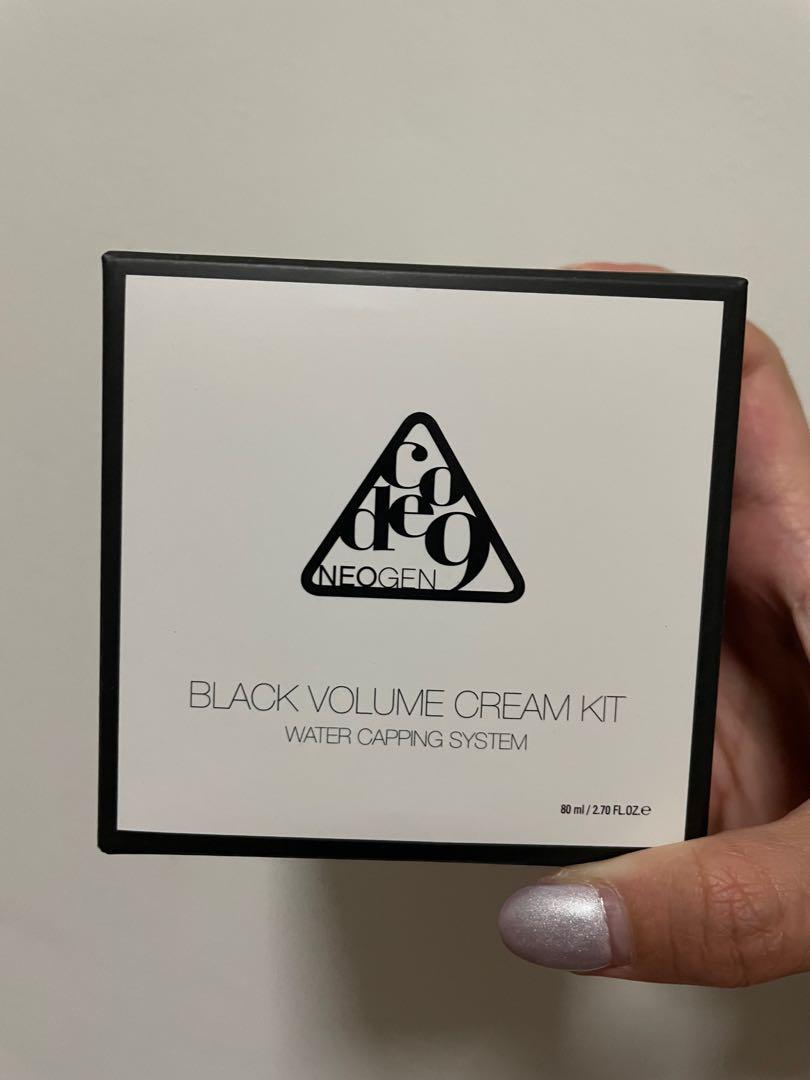 code9
NEOGEN
BLACK VOLUME CREAM KIT
WATER CAPPING SYSTEM
80 ml / 2.70 FL.OZ.℮